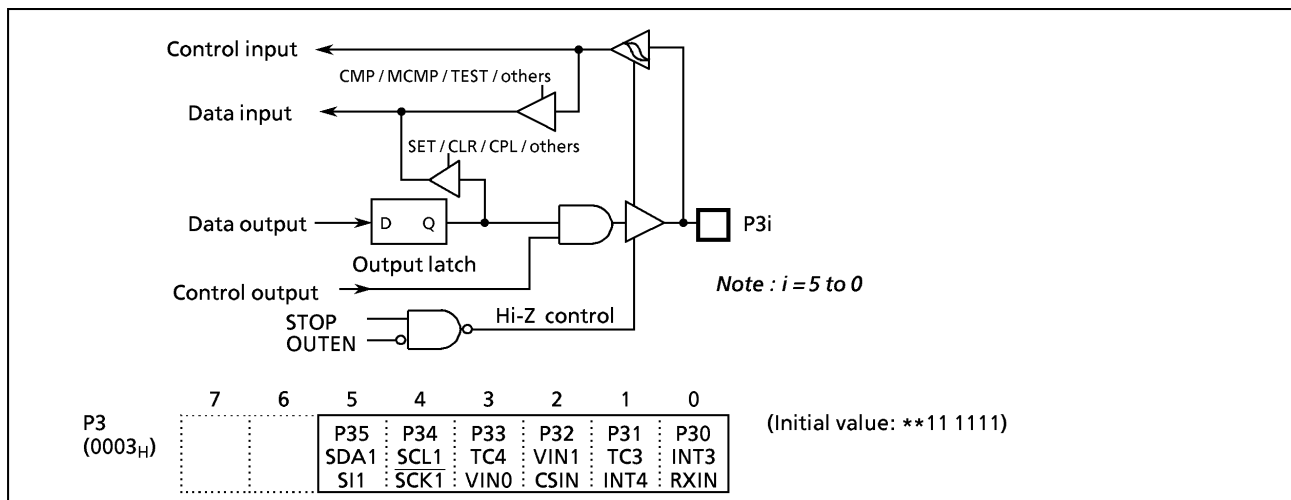 Control input
CMP / MCMP / TEST / others
Data input
SET / CLR / CPL / others
Data output
D Q
P3i
Output latch
Note : i = 5 to 0
Control output
STOP
Hi-Z control
OUTEN
7 6 5 4 3 2 1 0
P3
(0003H)
P35 P34 P33 P32 P31 P30
SDA1 SCL1 TC4 VIN1 TC3 INT3
SI1 SCK1 VIN0 CSIN INT4 RXIN
(Initial value: **11 1111)